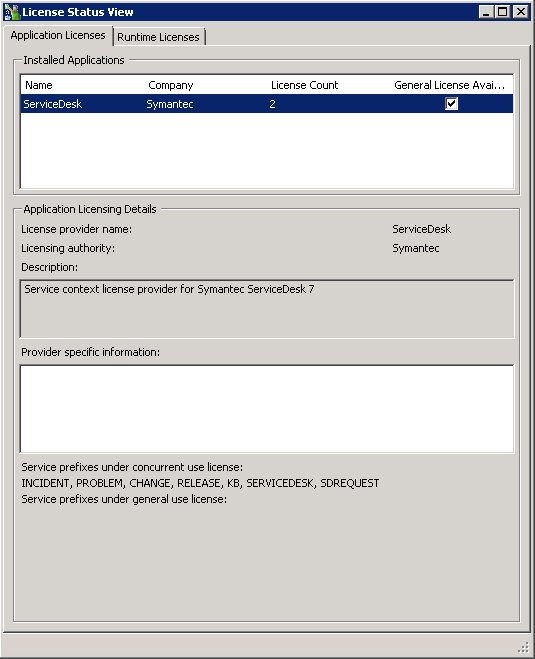 License Status View
Application Licenses Runtime Licenses
Installed Applications
Name Company License Count General License Avai...
ServiceDesk Symantec 2
Application Licensing Details
License provider name: ServiceDesk
Licensing authority: Symantec
Description:
Service context license provider for Symantec ServiceDesk 7
Provider specific information:
Service prefixes under concurrent use license:
INCIDENT, PROBLEM, CHANGE, RELEASE, KB, SERVICEDESK, SDREQUEST
Service prefixes under general use license: